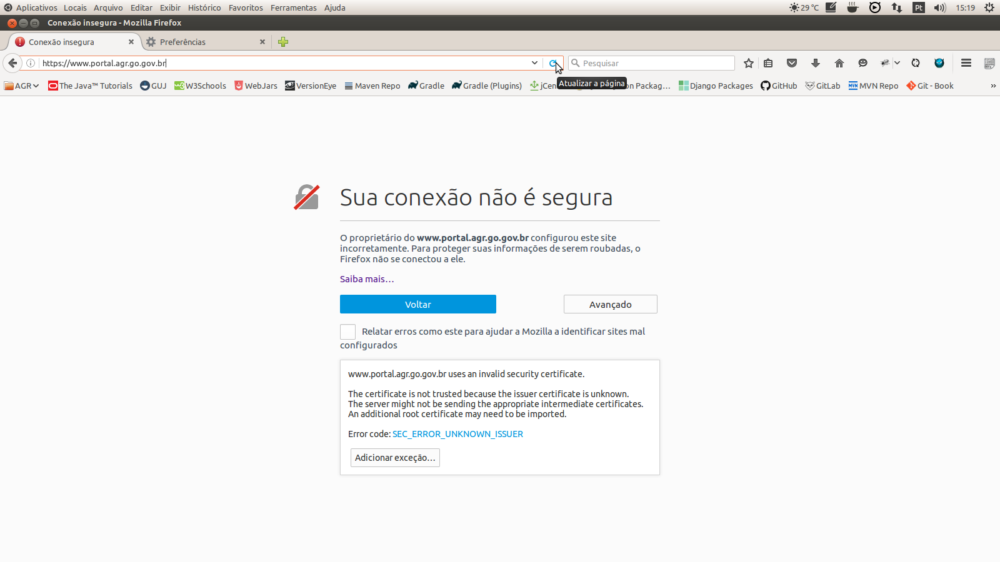 Aplicativos Locais Arquivo Editar Exibir Histórico Favoritos Ferramentas Ajuda 29 °C Pt 15:19
Conexão insegura - Mozilla Firefox
Conexão insegura Preferências
https://www.portal.agr.go.gov.br Pesquisar
Atualizar a página
AGR The Java™ Tutorials GUJ W3Schools WebJars VersionEye Maven Repo Gradle Gradle (Plugins) Packag... Django Packages GitHub GitLab MVN Repo Git - Book »
Sua conexão não é segura
O proprietário do www.portal.agr.go.gov.br configurou este site
incorretamente. Para proteger suas informações de serem roubadas, o
Firefox não se conectou a ele.
Saiba mais...
Voltar Avançado
Relatar erros como este para ajudar a Mozilla a identificar sites mal
configurados
www.portal.agr.go.gov.br uses an invalid security certificate.
The certificate is not trusted because the issuer certificate is unknown.
The server might not be sending the appropriate intermediate certificates.
An additional root certificate may need to be imported.
Error code: SEC_ERROR_UNKNOWN_ISSUER
Adicionar exceção...